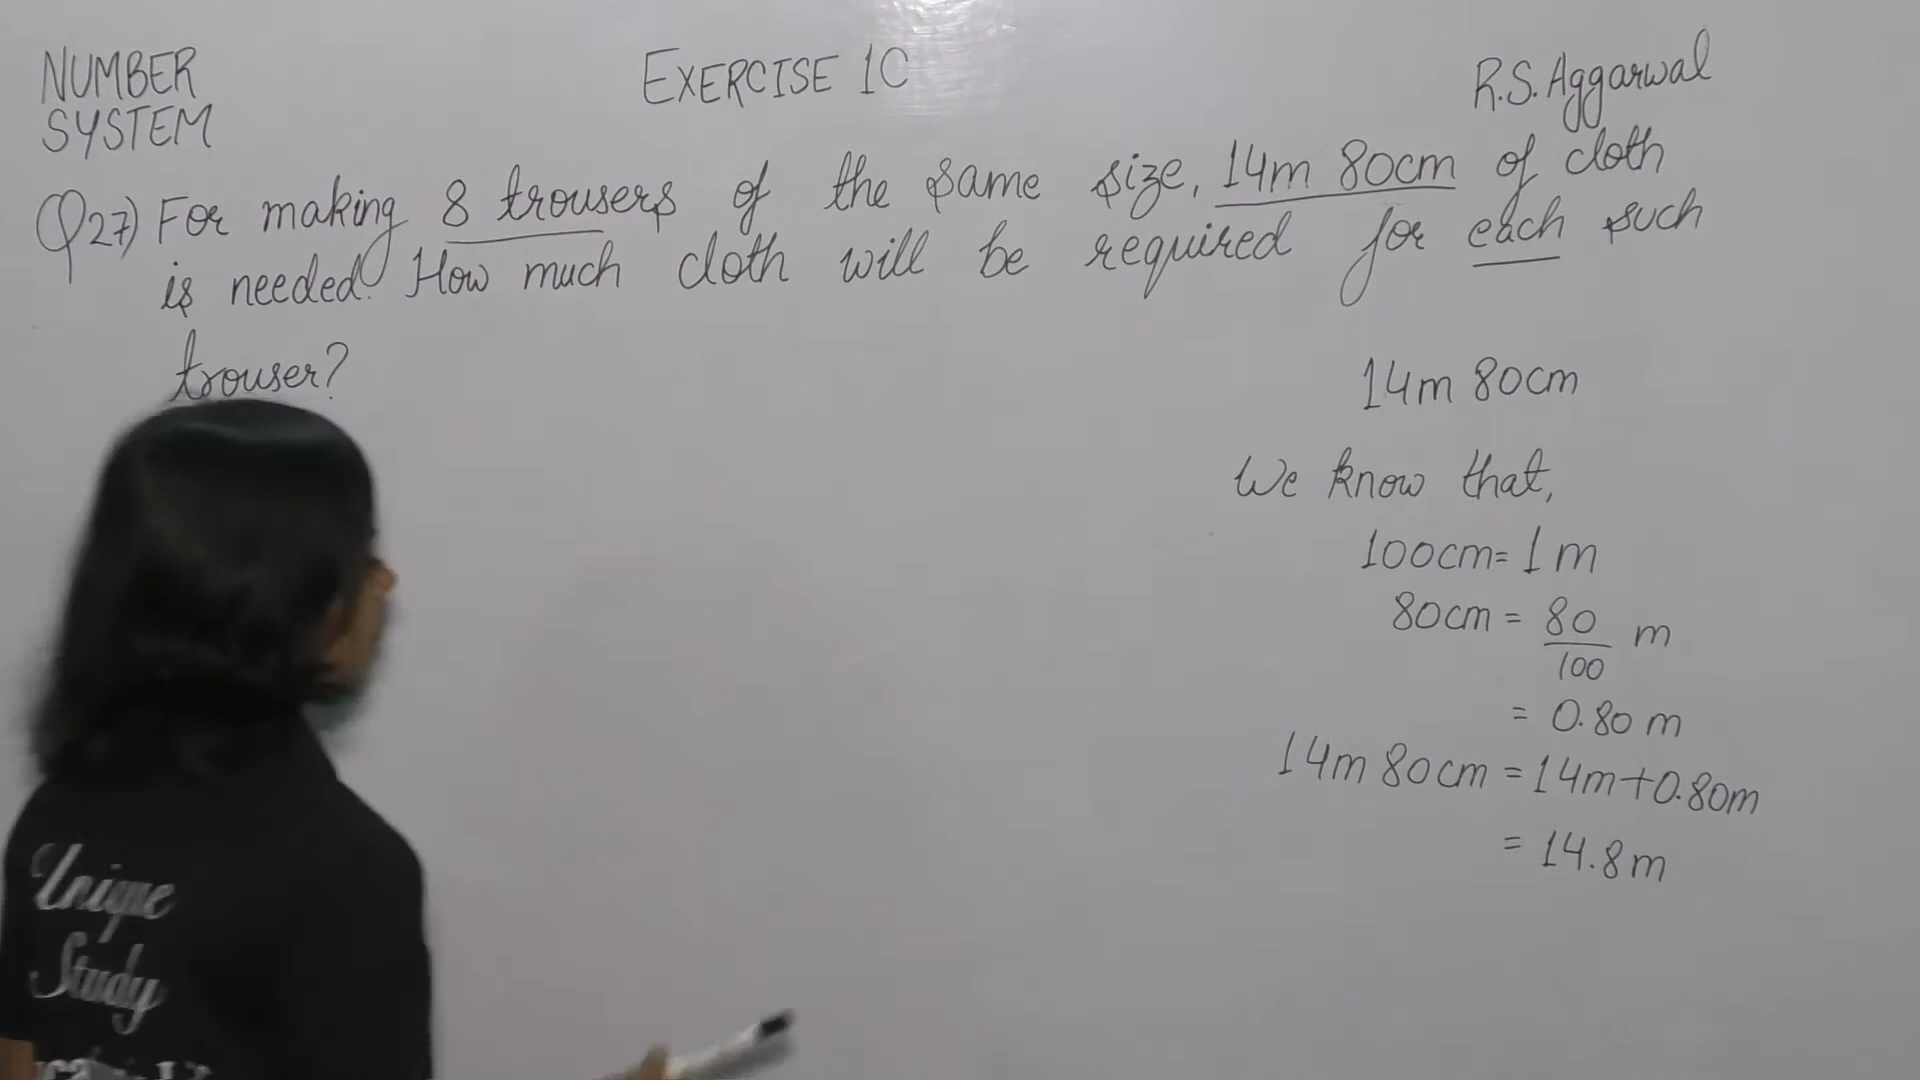 NUMBER
SYSTEM
EXERCISE 1C
R.S. Aggarwal
Q27) For making 8 trousers of the same size, 14m 80cm of cloth
is needed. How much cloth will be required for each such
trouser?
14m 80cm
We know that,
100cm = 1m
80cm = 80/100 m
= 0.80 m
14m 80cm = 14m+0.80m
= 14.8m
Unique
Study